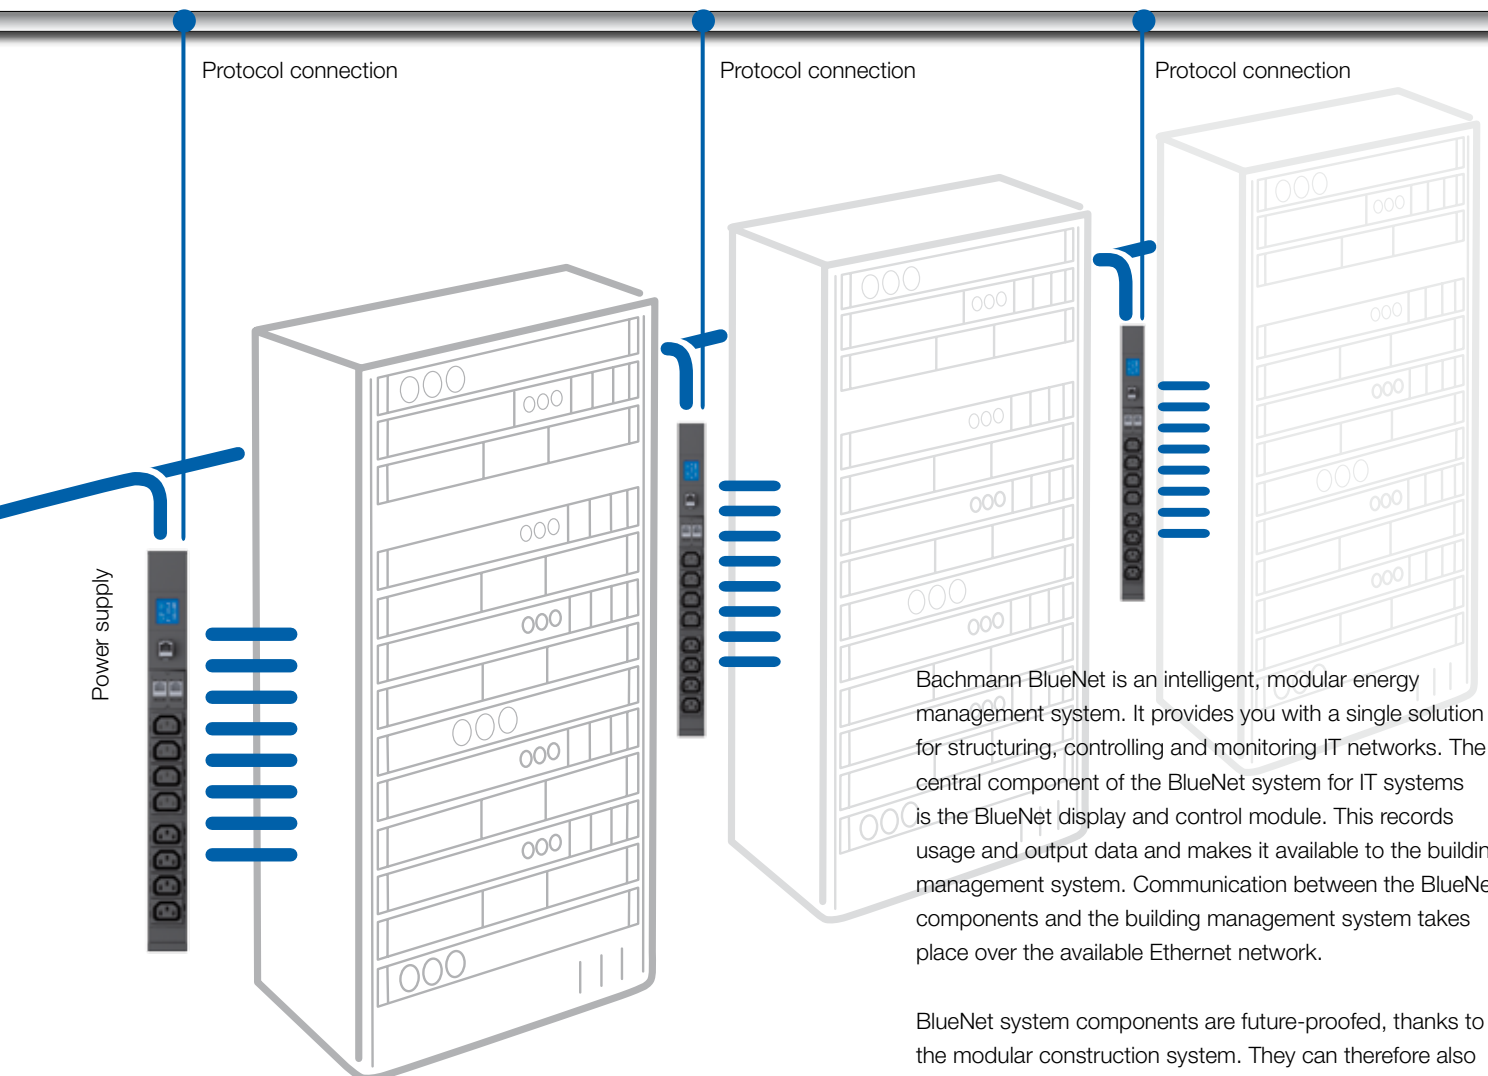 Protocol connection
Protocol connection
Protocol connection
Power supply
Bachmann BlueNet is an intelligent, modular energy
management system. It provides you with a single solution
for structuring, controlling and monitoring IT networks. The
central component of the BlueNet system for IT systems
is the BlueNet display and control module. This records
usage and output data and makes it available to the buildin
management system. Communication between the BlueNe
components and the building management system takes
place over the available Ethernet network.
BlueNet system components are future-proofed, thanks to
the modular construction system. They can therefore also